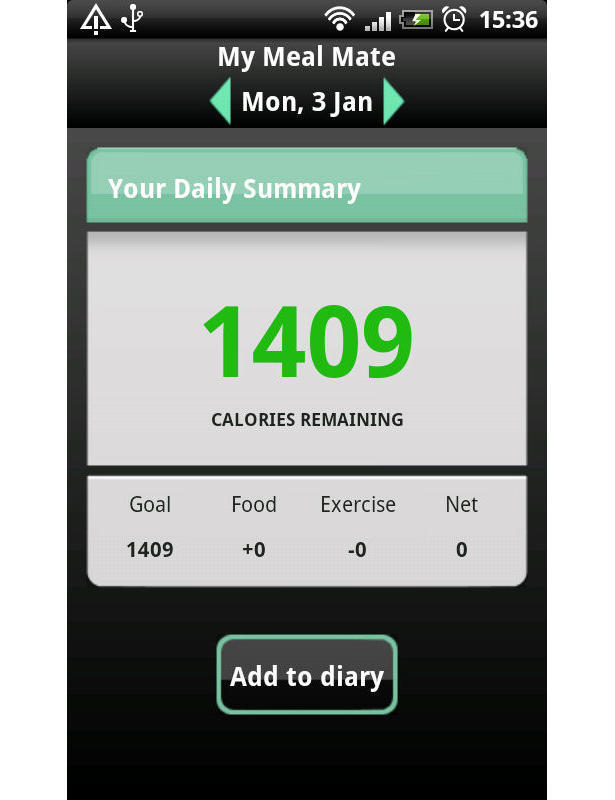 15:36
My Meal Mate
Mon, 3 Jan
Your Daily Summary
1409
CALORIES REMAINING
Goal Food Exercise Net
1409 +0 -0 0
Add to diary